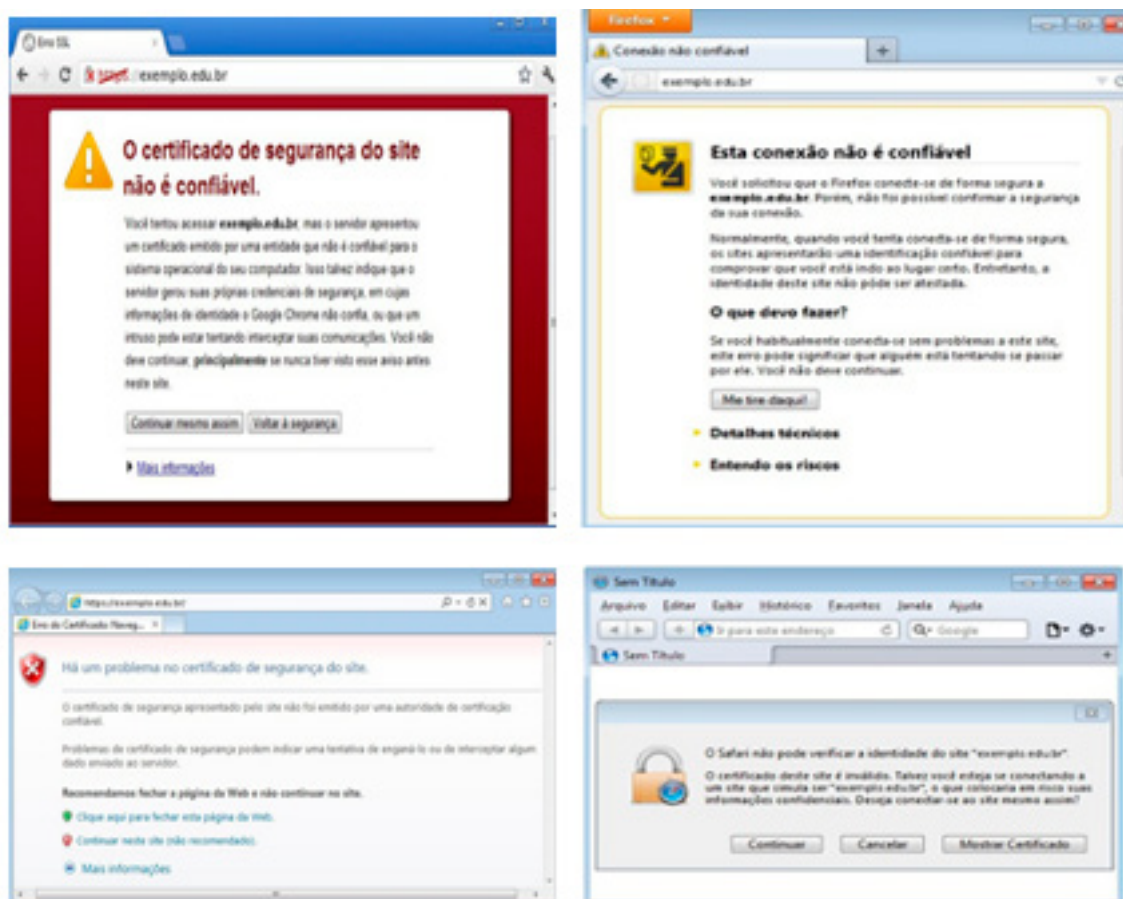 Erro SSL
https://exemplo.edu.br
O certificado de segurança do site
não é confiável.
Você tentou acessar exemplo.edu.br, mas o servidor apresentou
um certificado emitido por uma entidade que não é confiável para o
sistema operacional do seu computador. Isso talvez indique que o
servidor gerou suas próprias credenciais de segurança, em cujas
informações de identidade o Google Chrome não confia, ou que um
intruso pode estar tentando interceptar suas comunicações. Você não
deve continuar, principalmente se nunca tiver visto esse aviso antes
neste site.
Continuar mesmo assim Voltar à segurança
Mais informações
Firefox
Conexão não confiável
exemplo.edu.br
Esta conexão não é confiável
Você solicitou que o Firefox conecte-se de forma segura a
exemplo.edu.br. Porém, não foi possível confirmar a segurança
da sua conexão.
Normalmente, quando você tenta conecta-se de forma segura,
os sites apresentarão uma identificação confiável para
comprovar que você está indo ao lugar certo. Entretanto, a
identidade deste site não pôde ser atestada.
O que devo fazer?
Se você habitualmente conecta-se sem problemas a este site,
este erro pode significar que alguém está tentando se passar
por ele. Você não deve continuar.
Me tire daqui!
Detalhes técnicos
Entendo os riscos
https://exemplo.edu.br/
Erro de Certificado: Naveg...
Há um problema no certificado de segurança do site.
O certificado de segurança apresentado pelo site não foi emitido por uma autoridade de certificação
confiável.
Problemas de certificado de segurança podem indicar uma tentativa de enganá-lo ou de interceptar algum
dado enviado ao servidor.
Recomendamos fechar a página da Web e não continuar no site.
Clique aqui para fechar esta página da Web.
Continuar neste site (não recomendado).
Mais informações
Sem Título
Arquivo Editar Exibir Histórico Favoritos Janela Ajuda
Ir para este endereço Google
Sem Título
O Safari não pode verificar a identidade do site "exemplo.edu.br".
O certificado deste site é inválido. Talvez você esteja se conectando a
um site que simula ser "exemplo.edu.br", o que colocaria em risco suas
informações confidenciais. Deseja conectar-se ao site mesmo assim?
Continuar Cancelar Mostrar Certificado